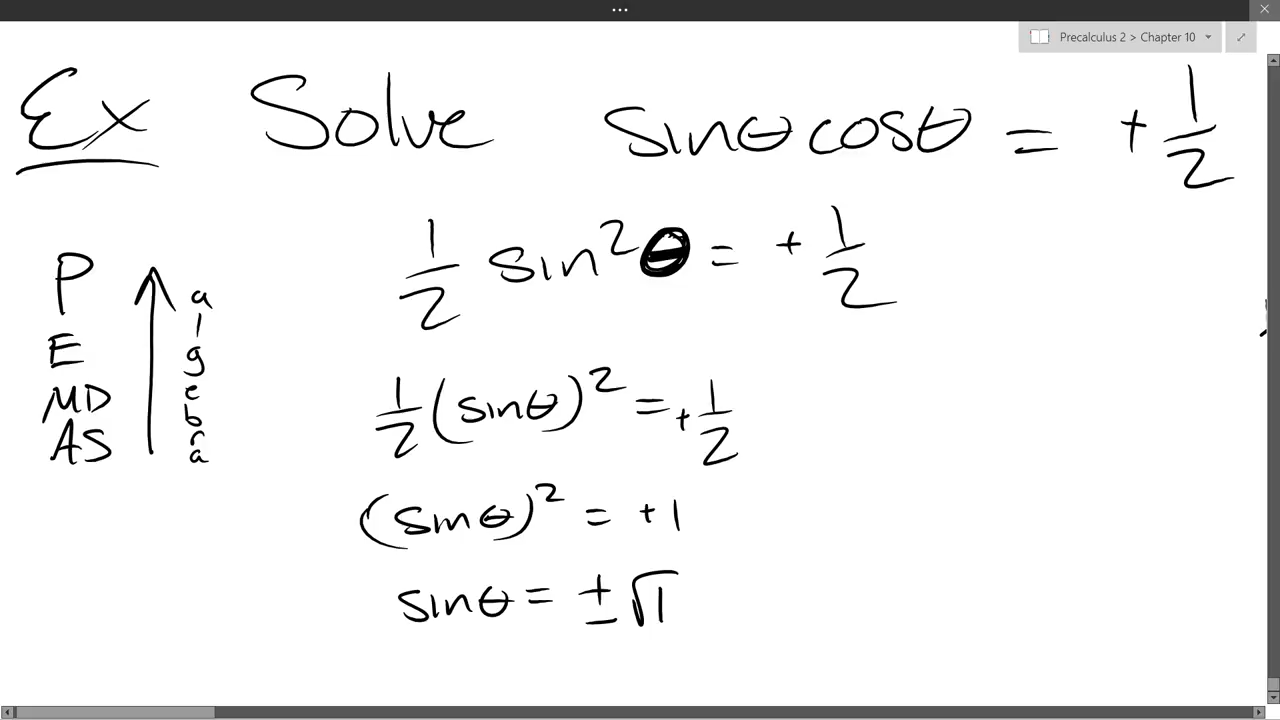 Precalculus 2 > Chapter 10
Ex Solve sinθcosθ = +1/2
1/2 sin²θ = +1/2
P
E
MD
AS
algebra
1/2(sinθ)² = +1/2
(sinθ)² = +1
sinθ = ±√1